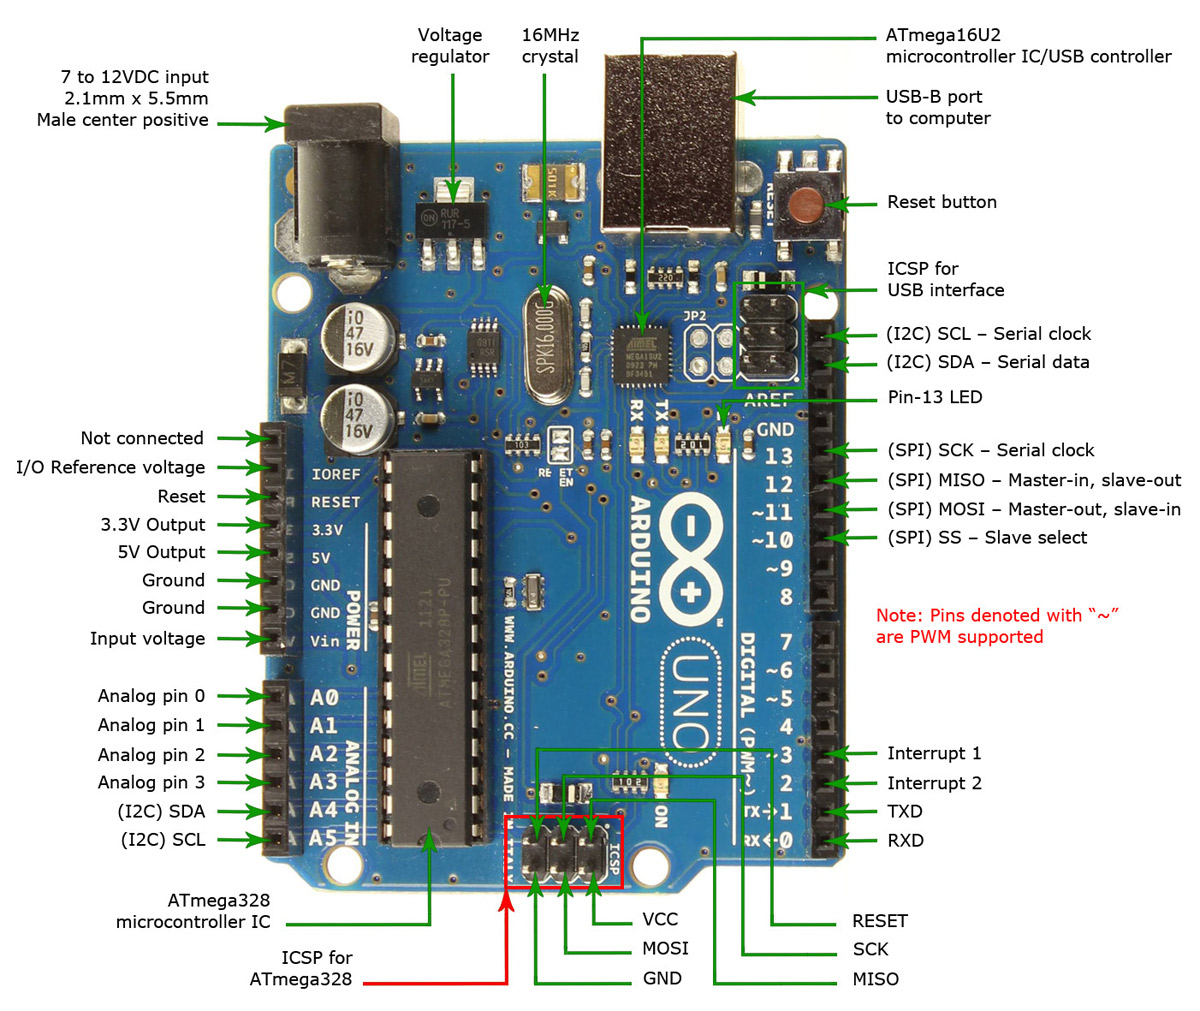 Voltage
regulator
16MHz
crystal
ATmega16U2
microcontroller IC/USB controller
7 to 12VDC input
2.1mm x 5.5mm
Male center positive
USB-B port
to computer
Reset button
ICSP for
USB interface
(I2C) SCL – Serial clock
(I2C) SDA – Serial data
Pin-13 LED
(SPI) SCK – Serial clock
(SPI) MISO – Master-in, slave-out
(SPI) MOSI – Master-out, slave-in
(SPI) SS – Slave select
Note: Pins denoted with “~”
are PWM supported
Interrupt 1
Interrupt 2
TXD
RXD
Not connected
I/O Reference voltage
Reset
3.3V Output
5V Output
Ground
Ground
Input voltage
Analog pin 0
Analog pin 1
Analog pin 2
Analog pin 3
(I2C) SDA
(I2C) SCL
ATmega328
microcontroller IC
ICSP for
ATmega328
VCC
MOSI
GND
RESET
SCK
MISO
501K
RUR
117-5
ON
RESET
220
JP2
SPK16.000G
ATMEL
MEGA16U2
47
16V
47
16V
M7
RX
TX
103
201
EN
AREF
GND
13
12
~11
~10
~9
8
7
~6
~5
4
~3
2
TX→1
RX←0
DIGITAL (PWM~)
IOREF
RESET
3.3V
5V
GND
GND
Vin
POWER
A0
A1
A2
A3
A4
A5
ANALOG IN
ATMEL
1121
ATMEGA328P-PU
ARDUINO
TM
UNO
WWW.ARDUINO.CC - MADE IN ITALY
102
ON
ICSP